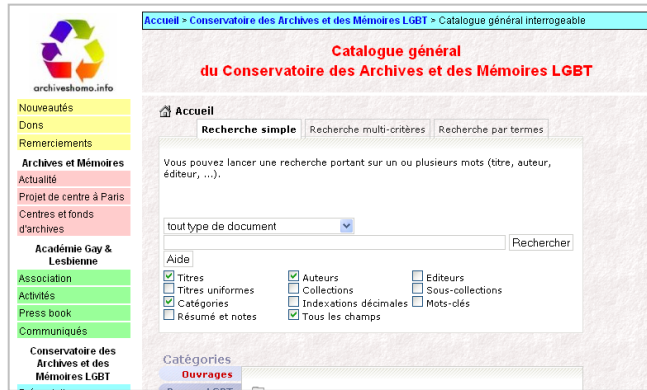 Accueil > Conservatoire des Archives et des Mémoires LGBT > Catalogue général interrogeable
archiveshomo.info
Nouveautés
Dons
Remerciements
Archives et Mémoires
Actualité
Projet de centre à Paris
Centres et fonds
d'archives
Académie Gay &
Lesbienne
Association
Activités
Press book
Communiqués
Conservatoire des
Archives et des
Mémoires LGBT
Catalogue général
du Conservatoire des Archives et des Mémoires LGBT
Accueil
Recherche simple Recherche multi-critères Recherche par termes
Vous pouvez lancer une recherche portant sur un ou plusieurs mots (titre, auteur,
éditeur, ...).
tout type de document
Rechercher
Aide
Titres Auteurs Editeurs
Titres uniformes Collections Sous-collections
Catégories Indexations décimales Mots-clés
Résumé et notes Tous les champs
Catégories
Ouvrages